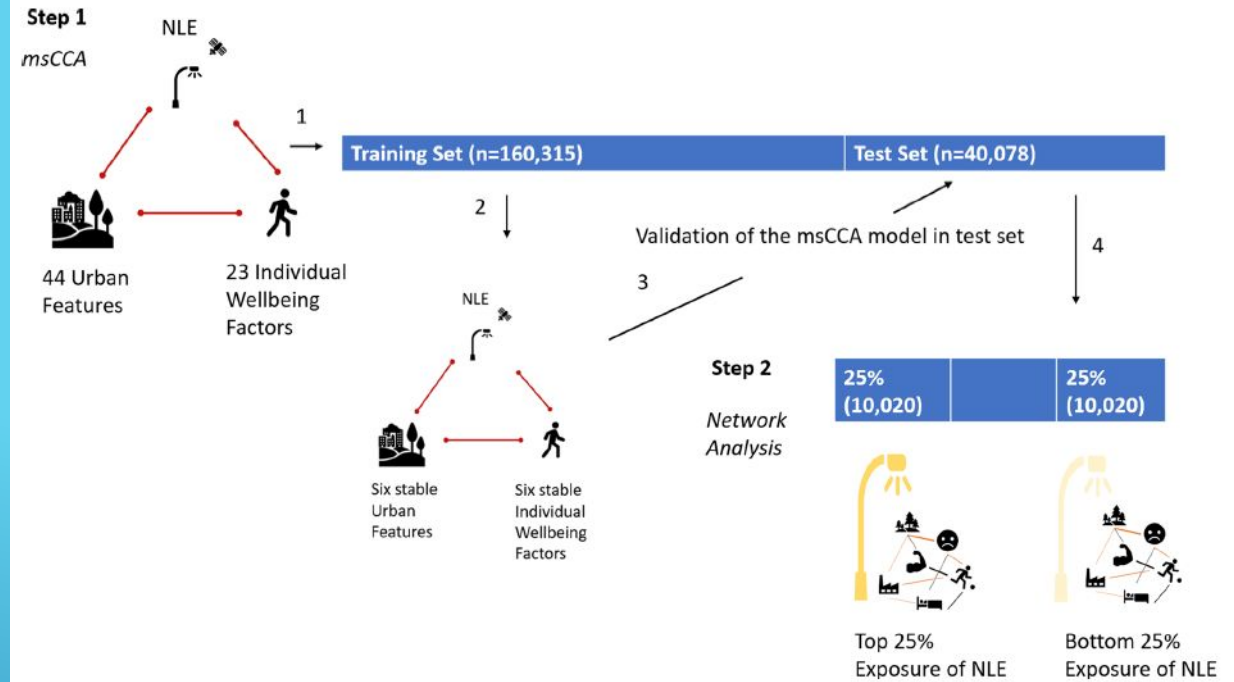 Step 1
msCCA
NLE
44 Urban
Features
23 Individual
Wellbeing
Factors
1
Training Set (n=160,315)
Test Set (n=40,078)
2
NLE
Six stable
Urban
Features
Six stable
Individual
Wellbeing
Factors
3
Validation of the msCCA model in test set
4
Step 2
Network
Analysis
25%
(10,020)
25%
(10,020)
Top 25%
Exposure of NLE
Bottom 25%
Exposure of NLE